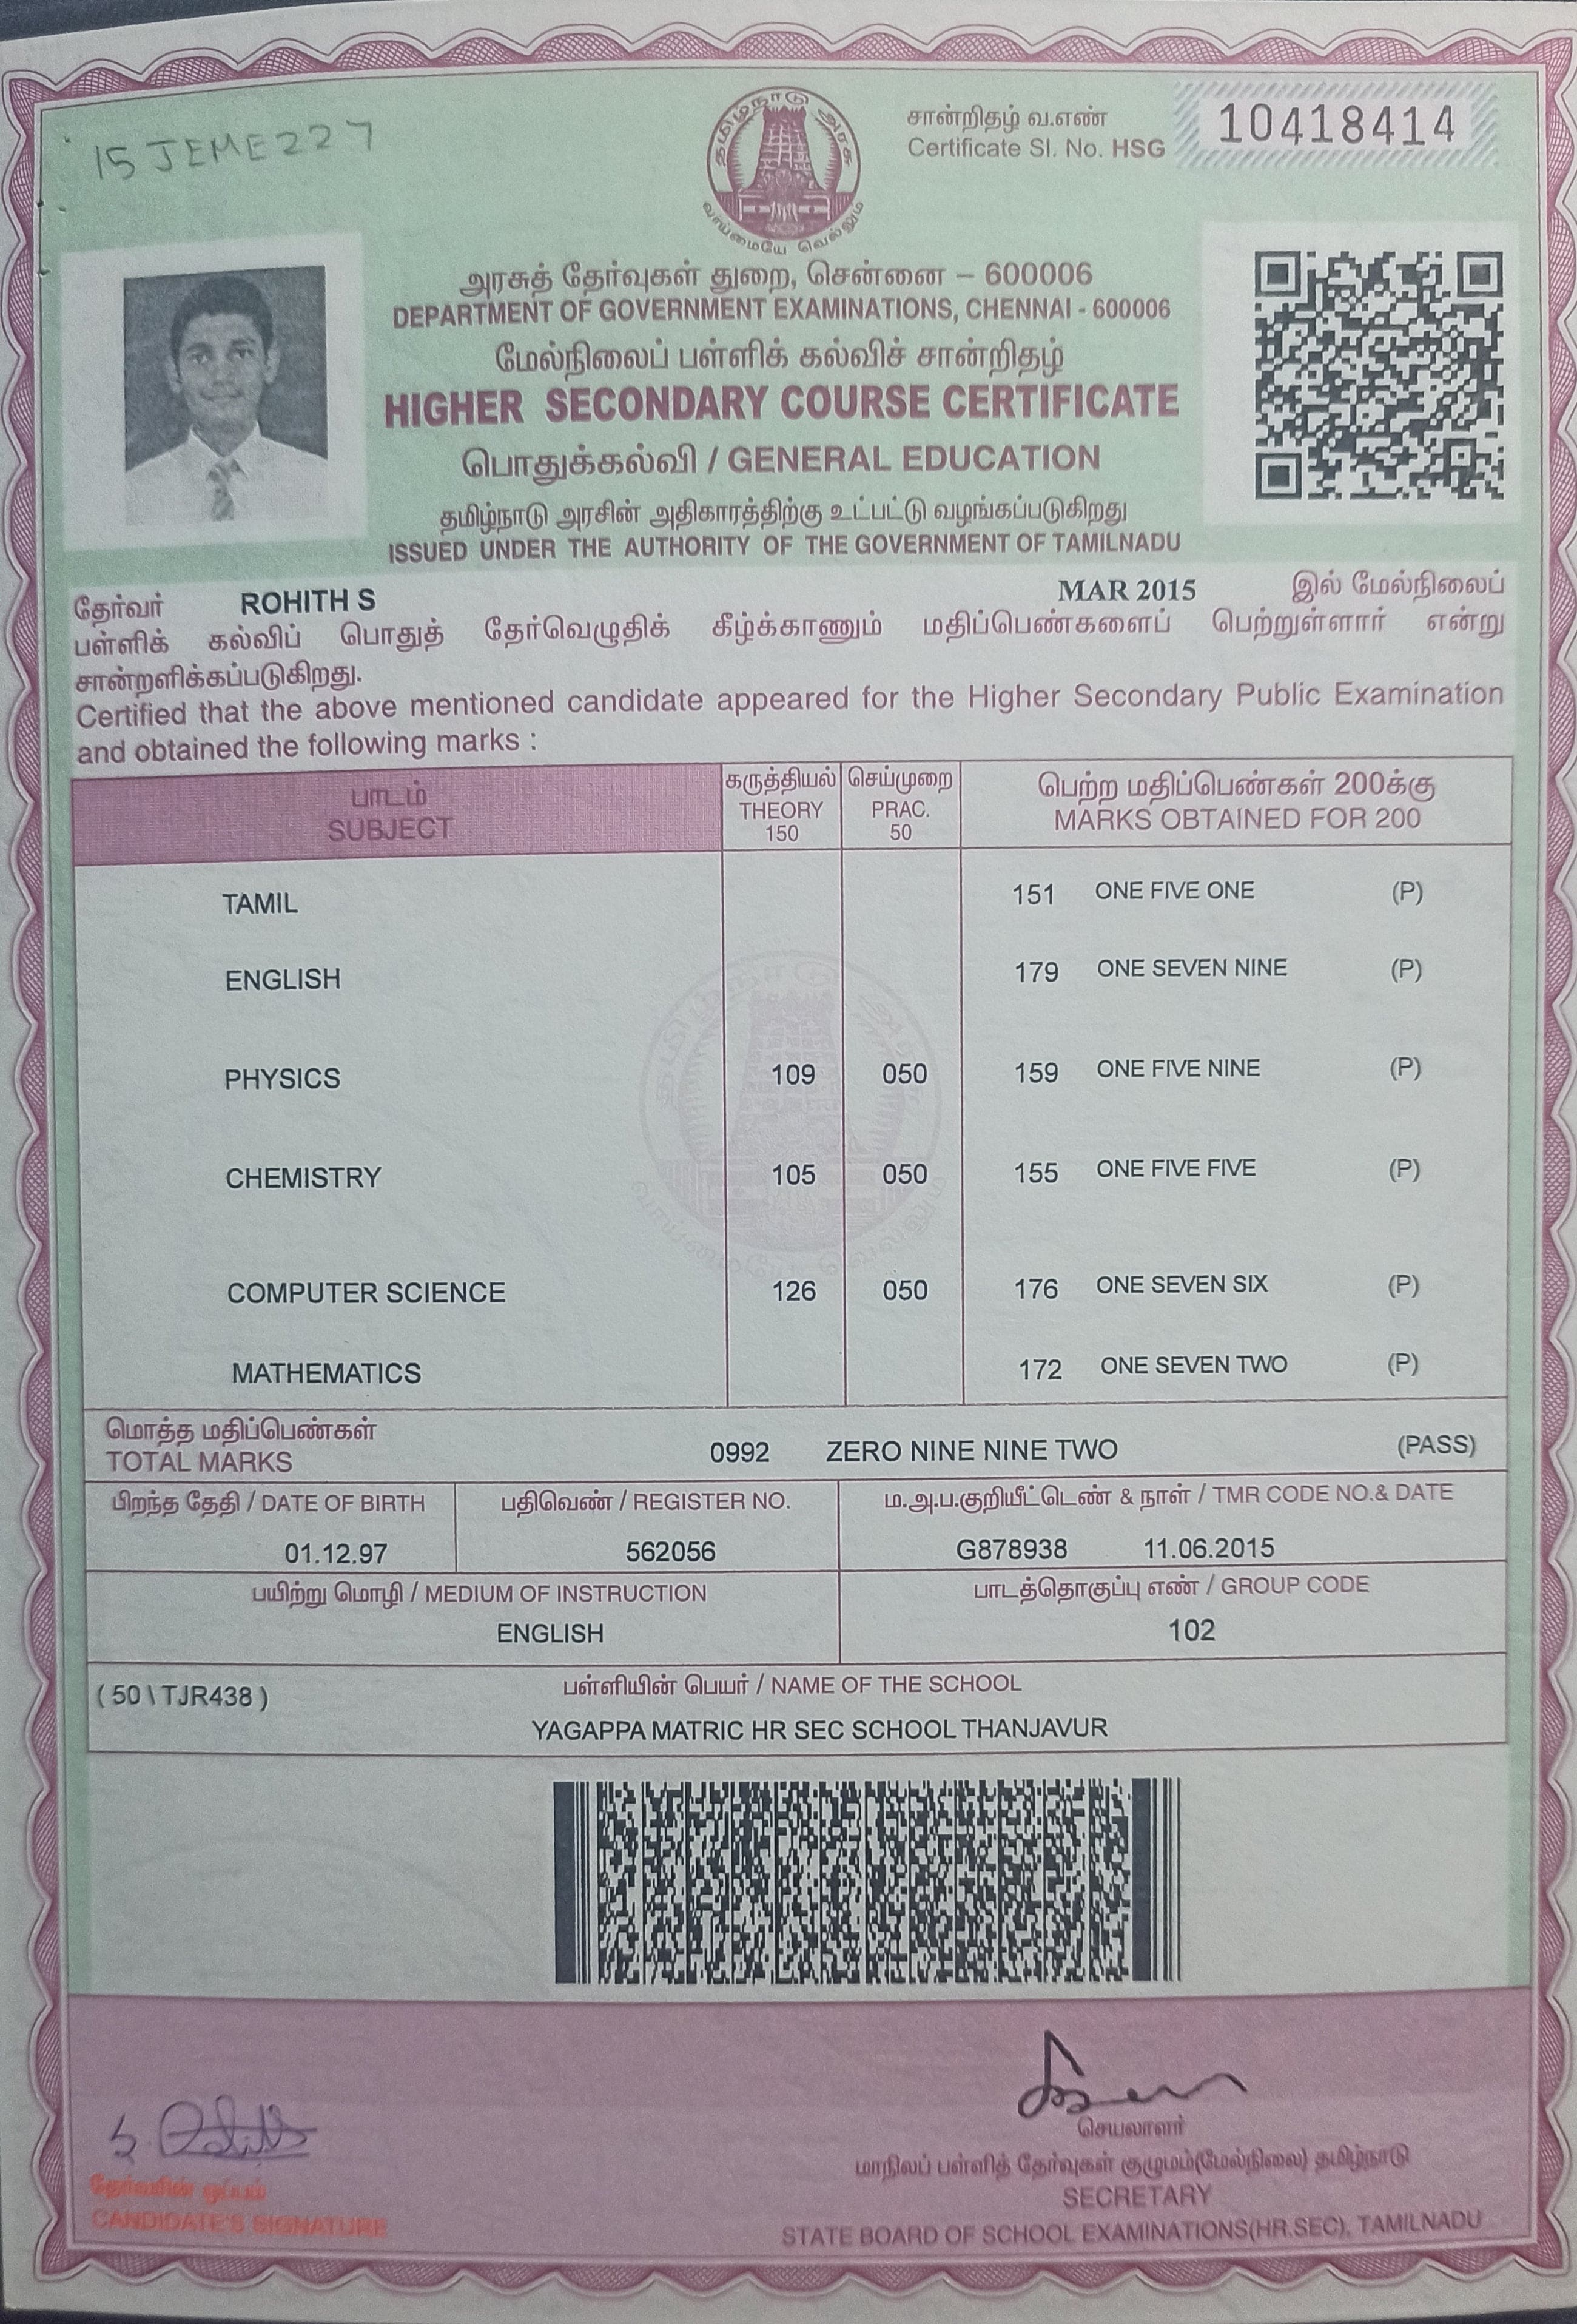 15JEME227
தமிழ்நாடு அரசு
வாய்மையே வெல்லும்
சான்றிதழ் வ.எண்
Certificate Sl. No. HSG 10418414
அரசுத் தேர்வுகள் துறை, சென்னை – 600006
DEPARTMENT OF GOVERNMENT EXAMINATIONS, CHENNAI - 600006
மேல்நிலைப் பள்ளிக் கல்விச் சான்றிதழ்
HIGHER SECONDARY COURSE CERTIFICATE
பொதுக்கல்வி / GENERAL EDUCATION
தமிழ்நாடு அரசின் அதிகாரத்திற்கு உட்பட்டு வழங்கப்படுகிறது
ISSUED UNDER THE AUTHORITY OF THE GOVERNMENT OF TAMILNADU
தேர்வர் ROHITH S MAR 2015 இல் மேல்நிலைப்
பள்ளிக் கல்விப் பொதுத் தேர்வெழுதிக் கீழ்க்காணும் மதிப்பெண்களைப் பெற்றுள்ளார் என்று
சான்றளிக்கப்படுகிறது.
Certified that the above mentioned candidate appeared for the Higher Secondary Public Examination
and obtained the following marks :
பாடம் கருத்தியல் செய்முறை பெற்ற மதிப்பெண்கள் 200க்கு
SUBJECT THEORY PRAC. MARKS OBTAINED FOR 200
150 50
TAMIL 151 ONE FIVE ONE (P)
ENGLISH 179 ONE SEVEN NINE (P)
PHYSICS 109 050 159 ONE FIVE NINE (P)
CHEMISTRY 105 050 155 ONE FIVE FIVE (P)
COMPUTER SCIENCE 126 050 176 ONE SEVEN SIX (P)
MATHEMATICS 172 ONE SEVEN TWO (P)
மொத்த மதிப்பெண்கள்
TOTAL MARKS 0992 ZERO NINE NINE TWO (PASS)
பிறந்த தேதி / DATE OF BIRTH பதிவெண் / REGISTER NO. ம.அ.ப.குறியீட்டெண் & நாள் / TMR CODE NO.& DATE
01.12.97 562056 G878938 11.06.2015
பயிற்று மொழி / MEDIUM OF INSTRUCTION பாடத்தொகுப்பு எண் / GROUP CODE
ENGLISH 102
( 50 \ TJR438 ) பள்ளியின் பெயர் / NAME OF THE SCHOOL
YAGAPPA MATRIC HR SEC SCHOOL THANJAVUR
S. Rohith
தேர்வரின் ஒப்பம்
CANDIDATE'S SIGNATURE
செயலாளர்
மாநிலப் பள்ளித் தேர்வுகள் குழுமம்(மேல்நிலை) தமிழ்நாடு
SECRETARY
STATE BOARD OF SCHOOL EXAMINATIONS(HR.SEC), TAMILNADU